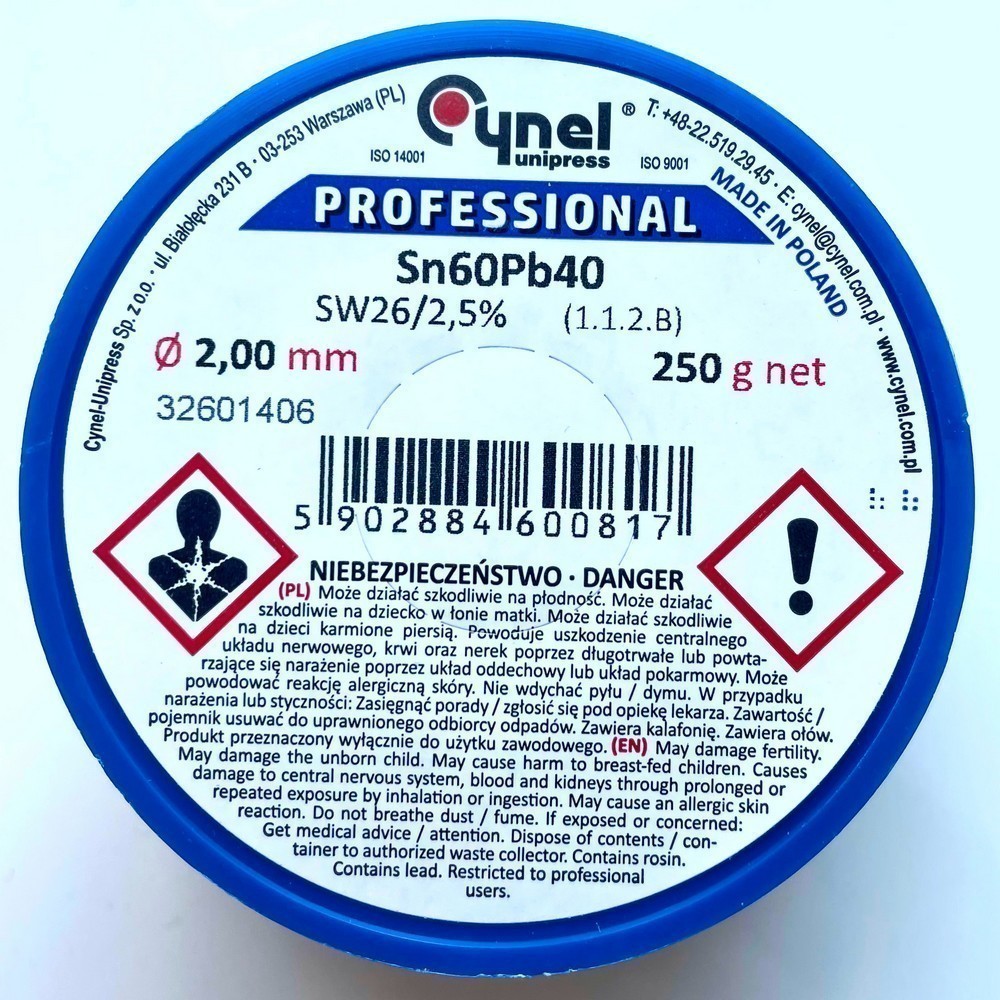 Cynel-Unipress Sp. z o.o. · ul. Białołęcka 231 B · 03-253 Warszawa (PL)
Cynel®
unipress
ISO 14001
ISO 9001
T: +48-22.519.29.45 · E: cynel@cynel.com.pl · www.cynel.com.pl
MADE IN POLAND
PROFESSIONAL
Sn60Pb40
SW26/2,5% (1.1.2.B)
Ø 2,00 mm 250 g net
32601406
5 902884 600817
NIEBEZPIECZEŃSTWO · DANGER
(PL) Może działać szkodliwie na płodność. Może działać
szkodliwie na dziecko w łonie matki. Może działać szkodliwie
na dzieci karmione piersią. Powoduje uszkodzenie centralnego
układu nerwowego, krwi oraz nerek poprzez długotrwałe lub powta-
rzające się narażenie poprzez układ oddechowy lub układ pokarmowy. Może
powodować reakcję alergiczną skóry. Nie wdychać pyłu / dymu. W przypadku
narażenia lub styczności: Zasięgnąć porady / zgłosić się pod opiekę lekarza. Zawartość /
pojemnik usuwać do uprawnionego odbiorcy odpadów. Zawiera kalafonię. Zawiera ołów.
Produkt przeznaczony wyłącznie do użytku zawodowego. (EN) May damage fertility.
May damage the unborn child. May cause harm to breast-fed children. Causes
damage to central nervous system, blood and kidneys through prolonged or
repeated exposure by inhalation or ingestion. May cause an allergic skin
reaction. Do not breathe dust / fume. If exposed or concerned:
Get medical advice / attention. Dispose of contents / con-
tainer to authorized waste collector. Contains rosin.
Contains lead. Restricted to professional
users.